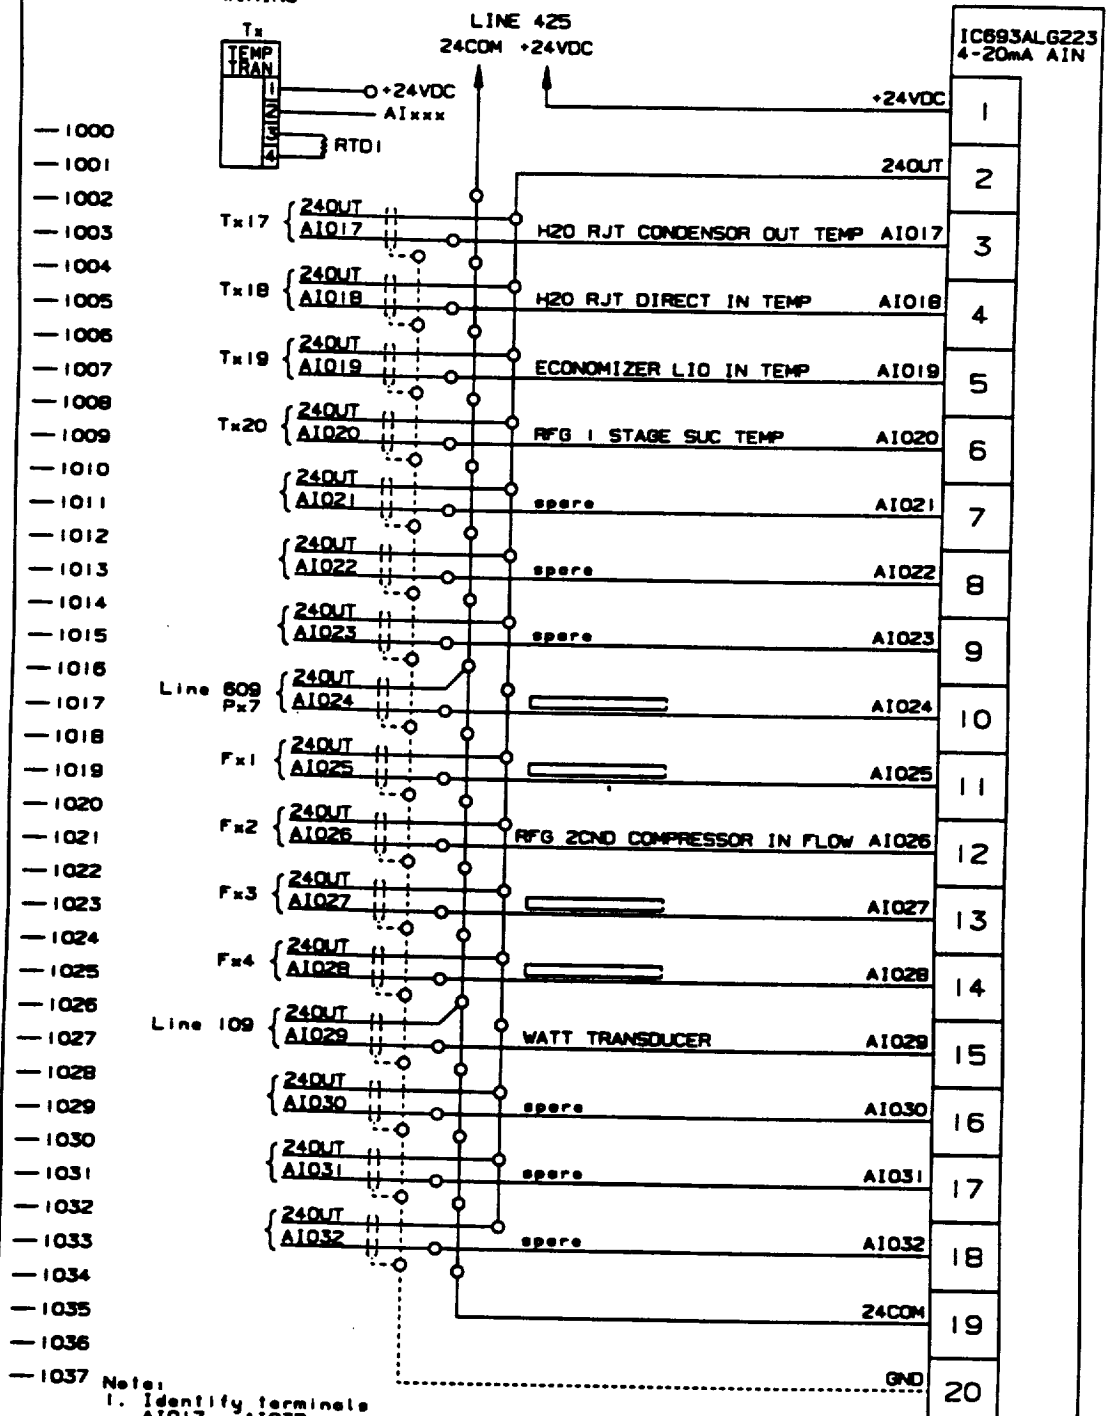 Tx
LINE 425
24COM +24VDC
IC693ALG223
4-20mA AIN
TEMP
TRAN
1
+24VDC
+24VDC
1
2
AIxxx
3
RTD1
4
1000
1001
24OUT
2
1002
24OUT
Tx17
1003
AI017
H2O RJT CONDENSOR OUT TEMP
AI017
3
1004
24OUT
Tx18
1005
AI018
H2O RJT DIRECT IN TEMP
AI018
4
1006
24OUT
Tx19
1007
AI019
ECONOMIZER LIQ IN TEMP
AI019
5
1008
24OUT
Tx20
1009
AI020
RFG 1 STAGE SUC TEMP
AI020
6
1010
24OUT
1011
AI021
spare
AI021
7
1012
24OUT
1013
AI022
spare
AI022
8
1014
24OUT
1015
AI023
spare
AI023
9
1016
24OUT
Line 609
Px7
1017
AI024
AI024
10
1018
24OUT
Fx1
1019
AI025
AI025
11
1020
24OUT
Fx2
1021
AI026
RFG 2CND COMPRESSOR IN FLOW
AI026
12
1022
24OUT
Fx3
1023
AI027
AI027
13
1024
24OUT
Fx4
1025
AI028
AI028
14
1026
24OUT
Line 109
1027
AI029
WATT TRANSDUCER
AI029
15
1028
24OUT
1029
AI030
spare
AI030
16
1030
24OUT
1031
AI031
spare
AI031
17
1032
24OUT
1033
AI032
spare
AI032
18
1034
1035
24COM
19
1036
1037
GND
20
Note:
1. Identify terminals